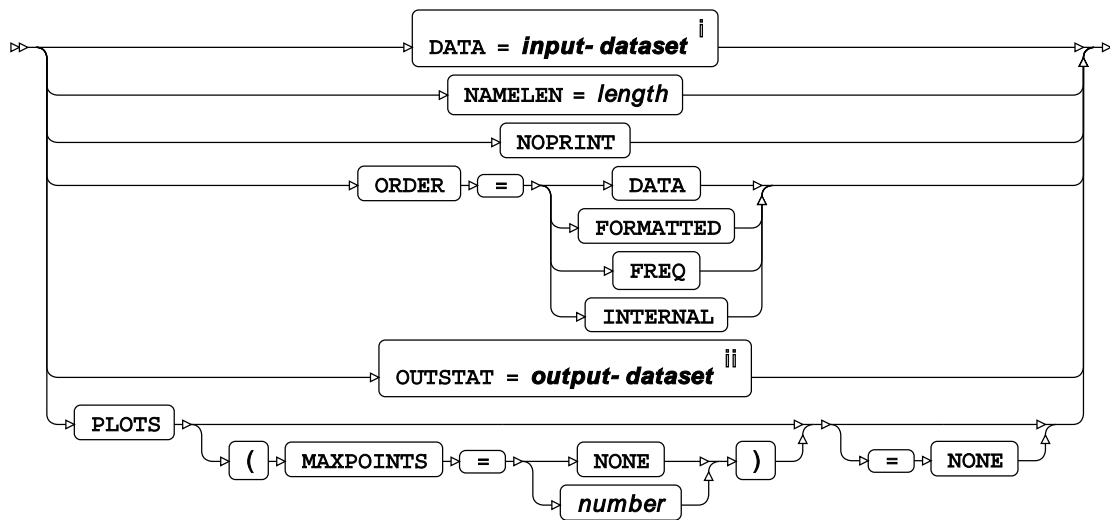 DATA = input-dataset i
NAMELEN = length
NOPRINT
ORDER = DATA
FORMATTED
FREQ
INTERNAL
OUTSTAT = output-dataset ii
PLOTS
( MAXPOINTS = NONE ) = NONE
number